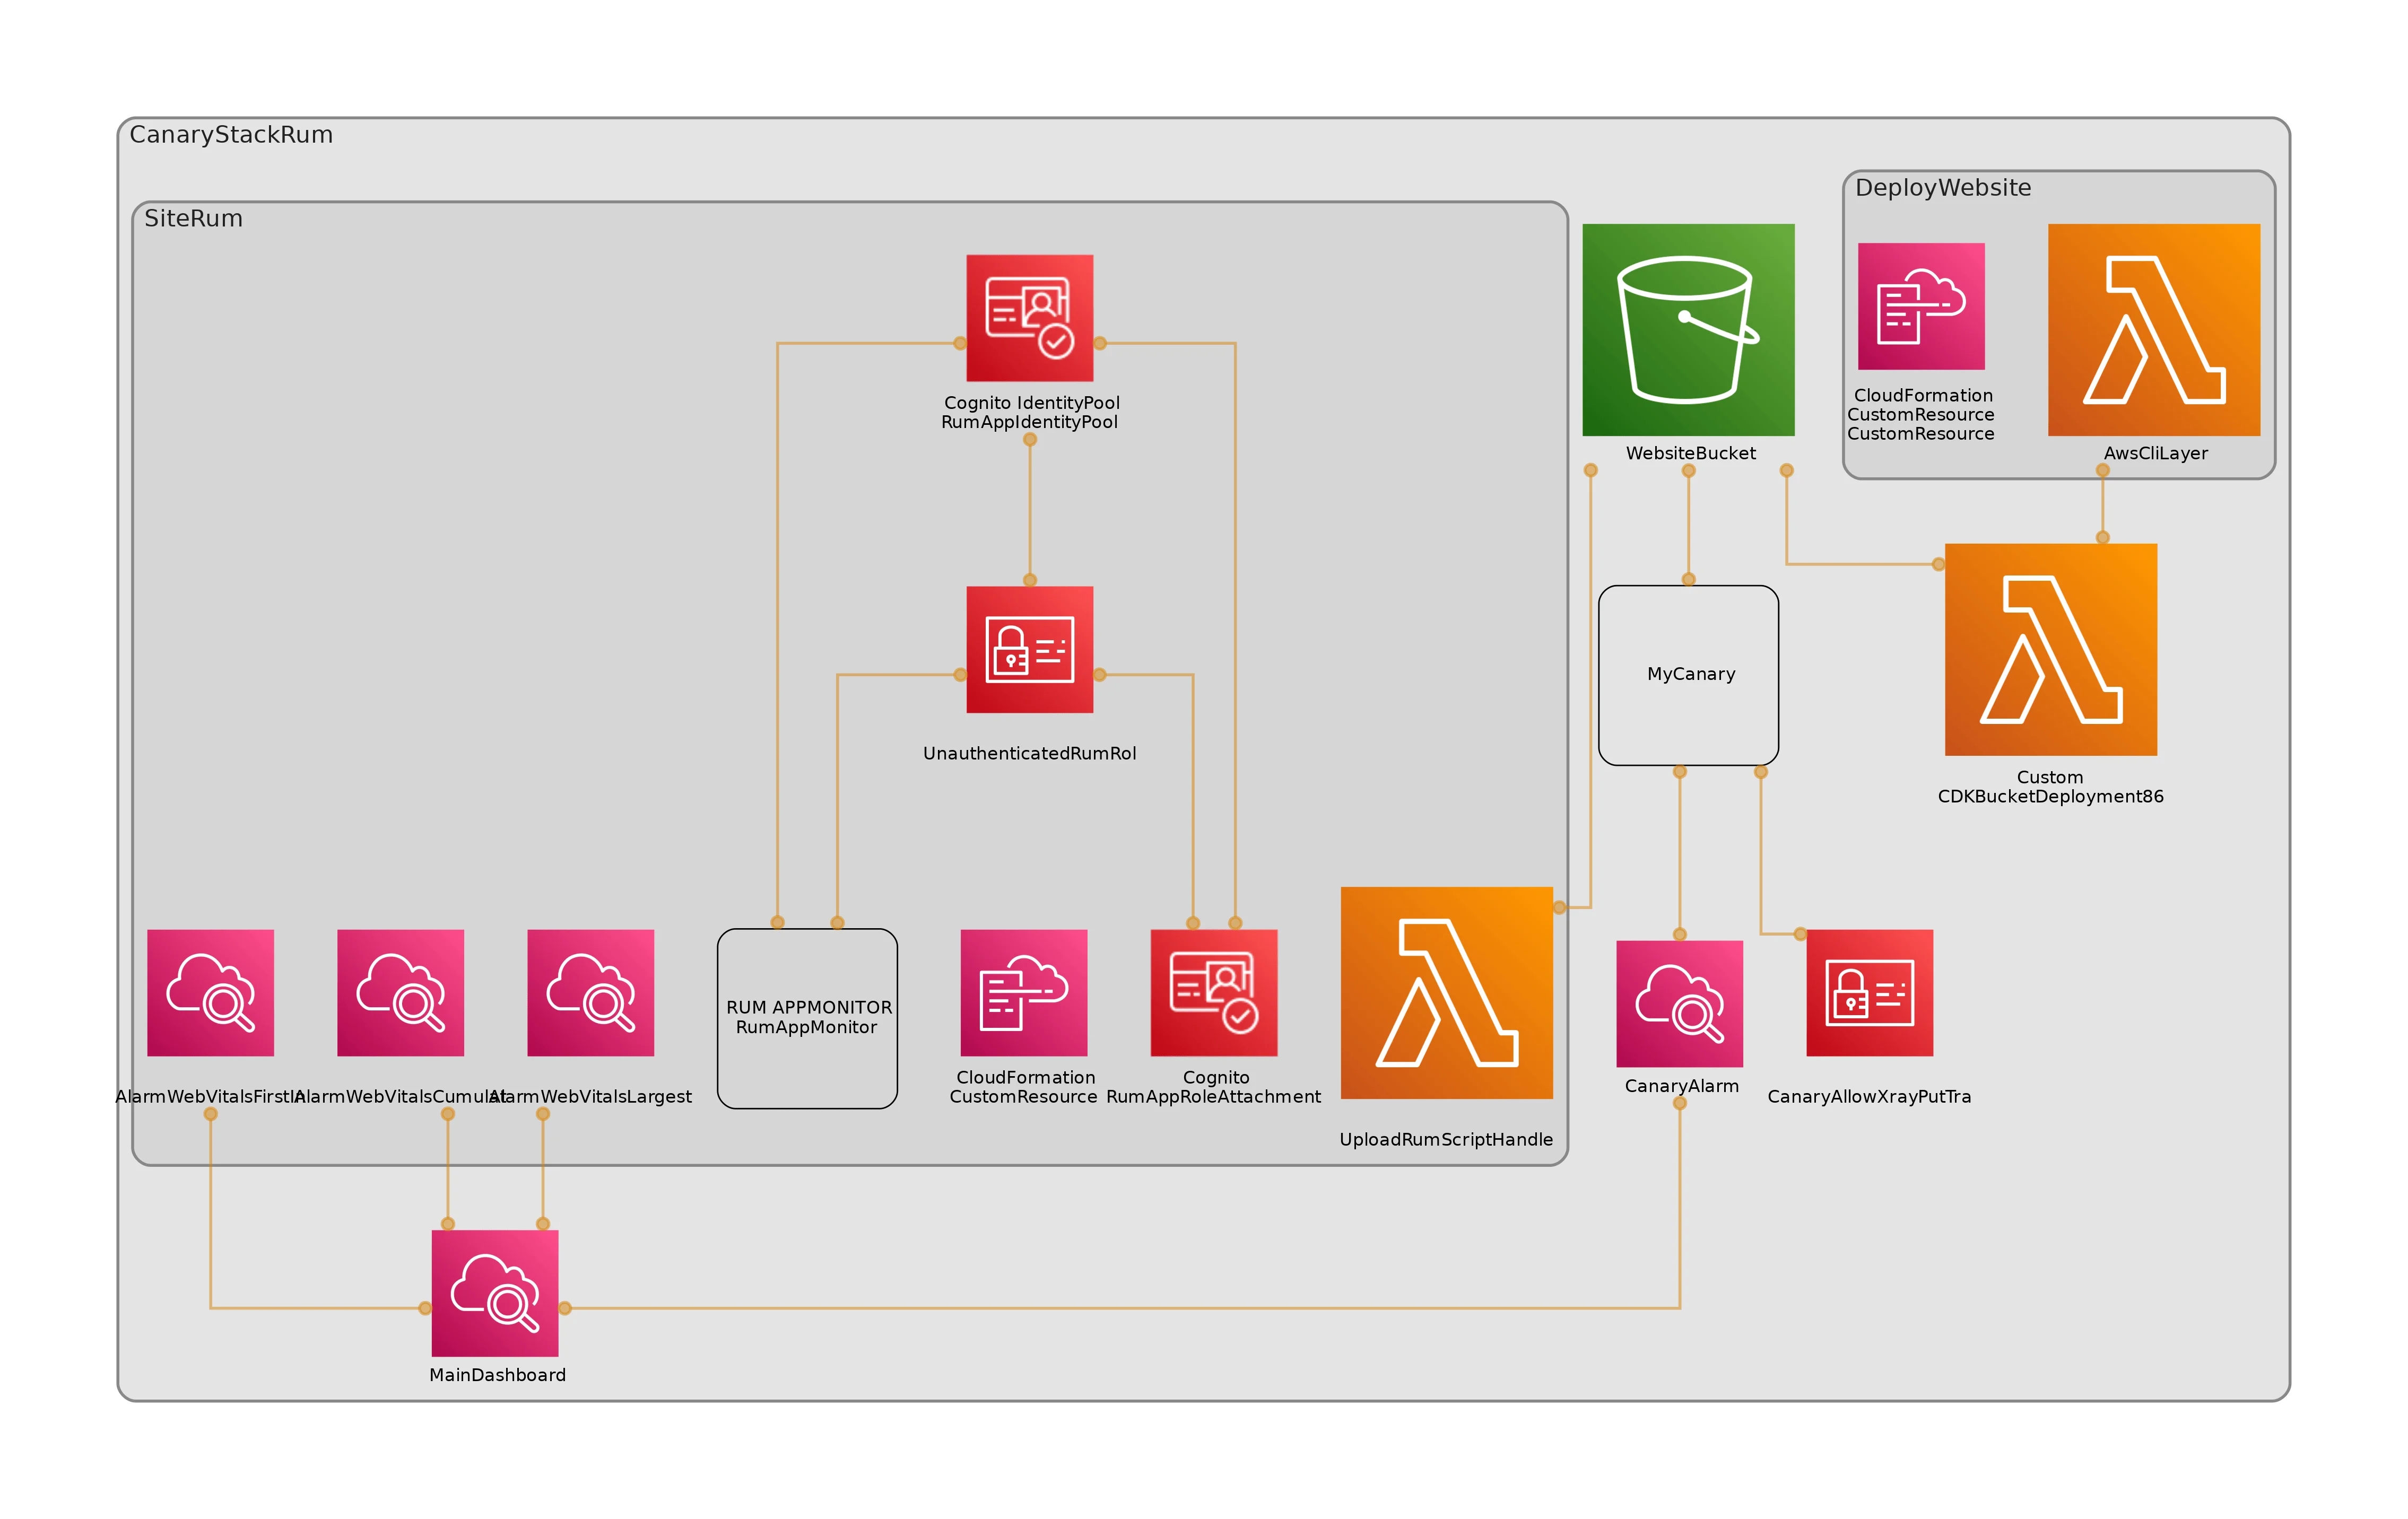 CanaryStackRum
DeployWebsite
SiteRum
Cognito IdentityPool
RumAppIdentityPool
WebsiteBucket
CloudFormation
CustomResource
CustomResource
AwsCliLayer
UnauthenticatedRumRol
MyCanary
Custom
CDKBucketDeployment86
AlarmWebVitalsFirstIn
AlarmWebVitalsCumulat
AlarmWebVitalsLargest
RUM APPMONITOR
RumAppMonitor
CloudFormation
CustomResource
Cognito
RumAppRoleAttachment
UploadRumScriptHandle
CanaryAlarm
CanaryAllowXrayPutTra
MainDashboard